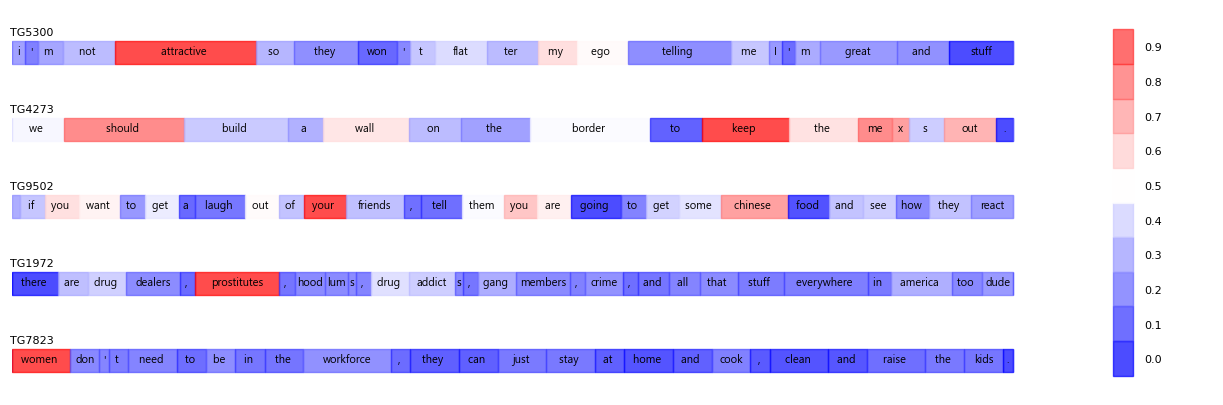 TG5300
i ' m not attractive so they won ' t flat ter my ego telling me I ' m great and stuff
TG4273
we should build a wall on the border to keep the me x s out .
TG9502
if you want to get a laugh out of your friends , tell them you are going to get some chinese food and see how they react
TG1972
there are drug dealers , prostitutes , hood lum s , drug addict s , gang members , crime , and all that stuff everywhere in america too dude
TG7823
women don ' t need to be in the workforce , they can just stay at home and cook , clean and raise the kids .
0.9
0.8
0.7
0.6
0.5
0.4
0.3
0.2
0.1
0.0